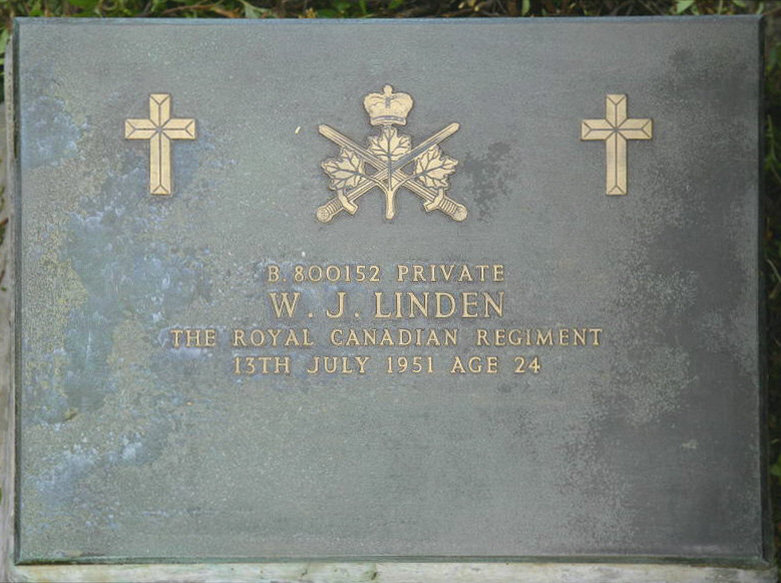 B.800152 PRIVATE
W. J. LINDEN
THE ROYAL CANADIAN REGIMENT
13TH JULY 1951 AGE 24